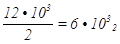 12 • 10³ / 2 = 6 • 10³ ₂